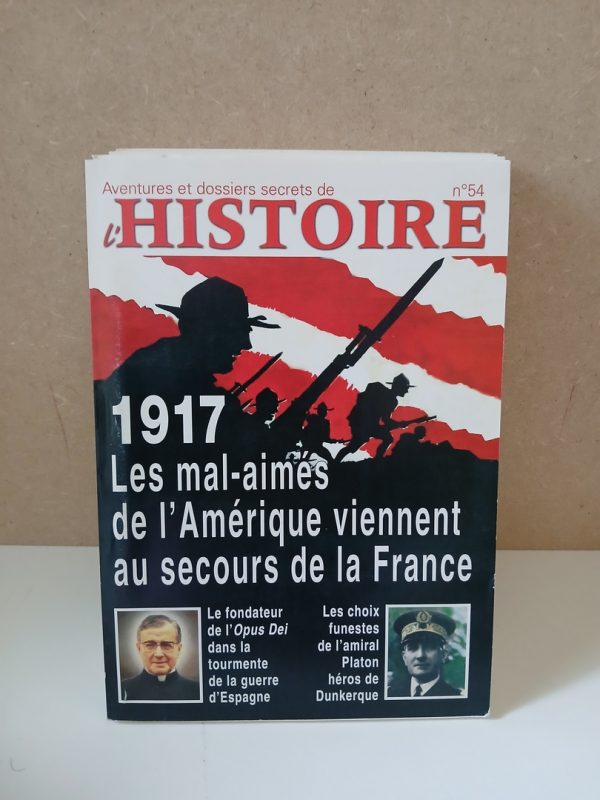 Aventures et dossiers secrets de n°54
l'HISTOIRE
1917
Les mal-aimés
de l'Amérique viennent
au secours de la France
Le fondateur
de l'Opus Dei
dans la
tourmente
de la guerre
d'Espagne
Les choix
funestes
de l'amiral
Platon
héros de
Dunkerque